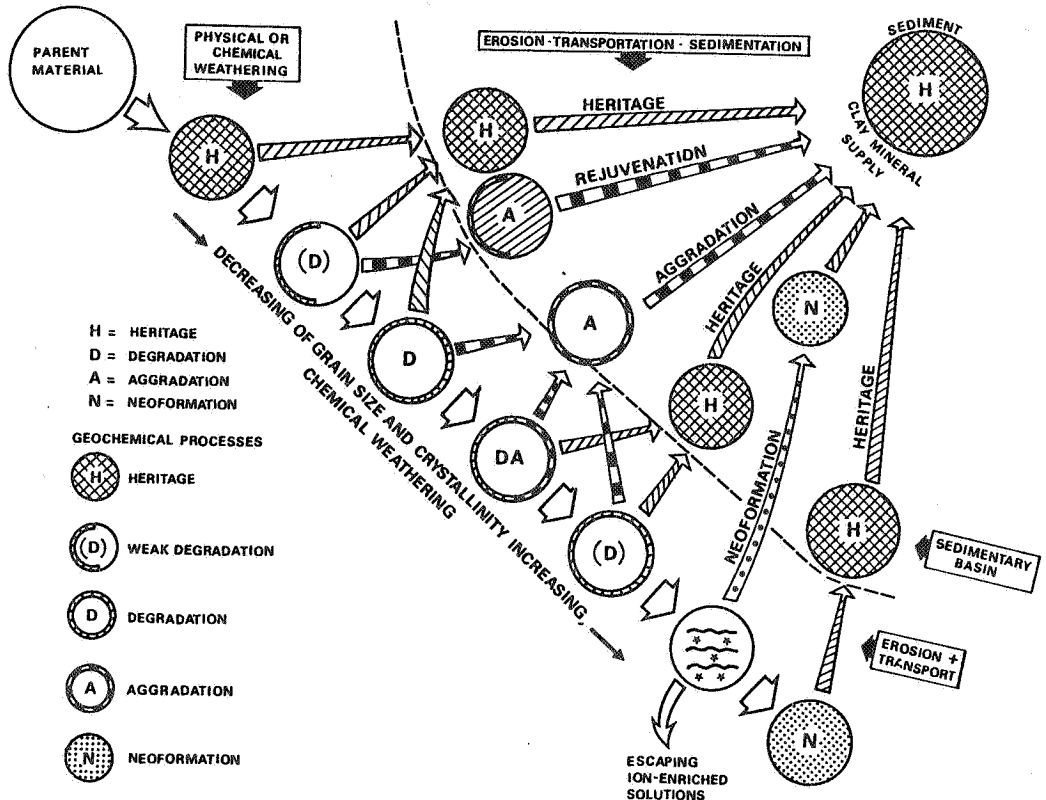 PARENT
MATERIAL
PHYSICAL OR
CHEMICAL
WEATHERING
EROSION-TRANSPORTATION - SEDIMENTATION
SEDIMENT
H
CLAY MINERAL
SUPPLY
H
H
HERITAGE
REJUVENATION
A
(D)
AGGRADATION
A
HERITAGE
N
D
H
HERITAGE
DA
(D)
NEOFORMATION
H
SEDIMENTARY
BASIN
EROSION +
TRANSPORT
N
ESCAPING
ION-ENRICHED
SOLUTIONS
DECREASING OF GRAIN SIZE AND CRYSTALLINITY INCREASING
CHEMICAL WEATHERING
H = HERITAGE
D = DEGRADATION
A = AGGRADATION
N = NEOFORMATION
GEOCHEMICAL PROCESSES
H HERITAGE
(D) WEAK DEGRADATION
D DEGRADATION
A AGGRADATION
N NEOFORMATION